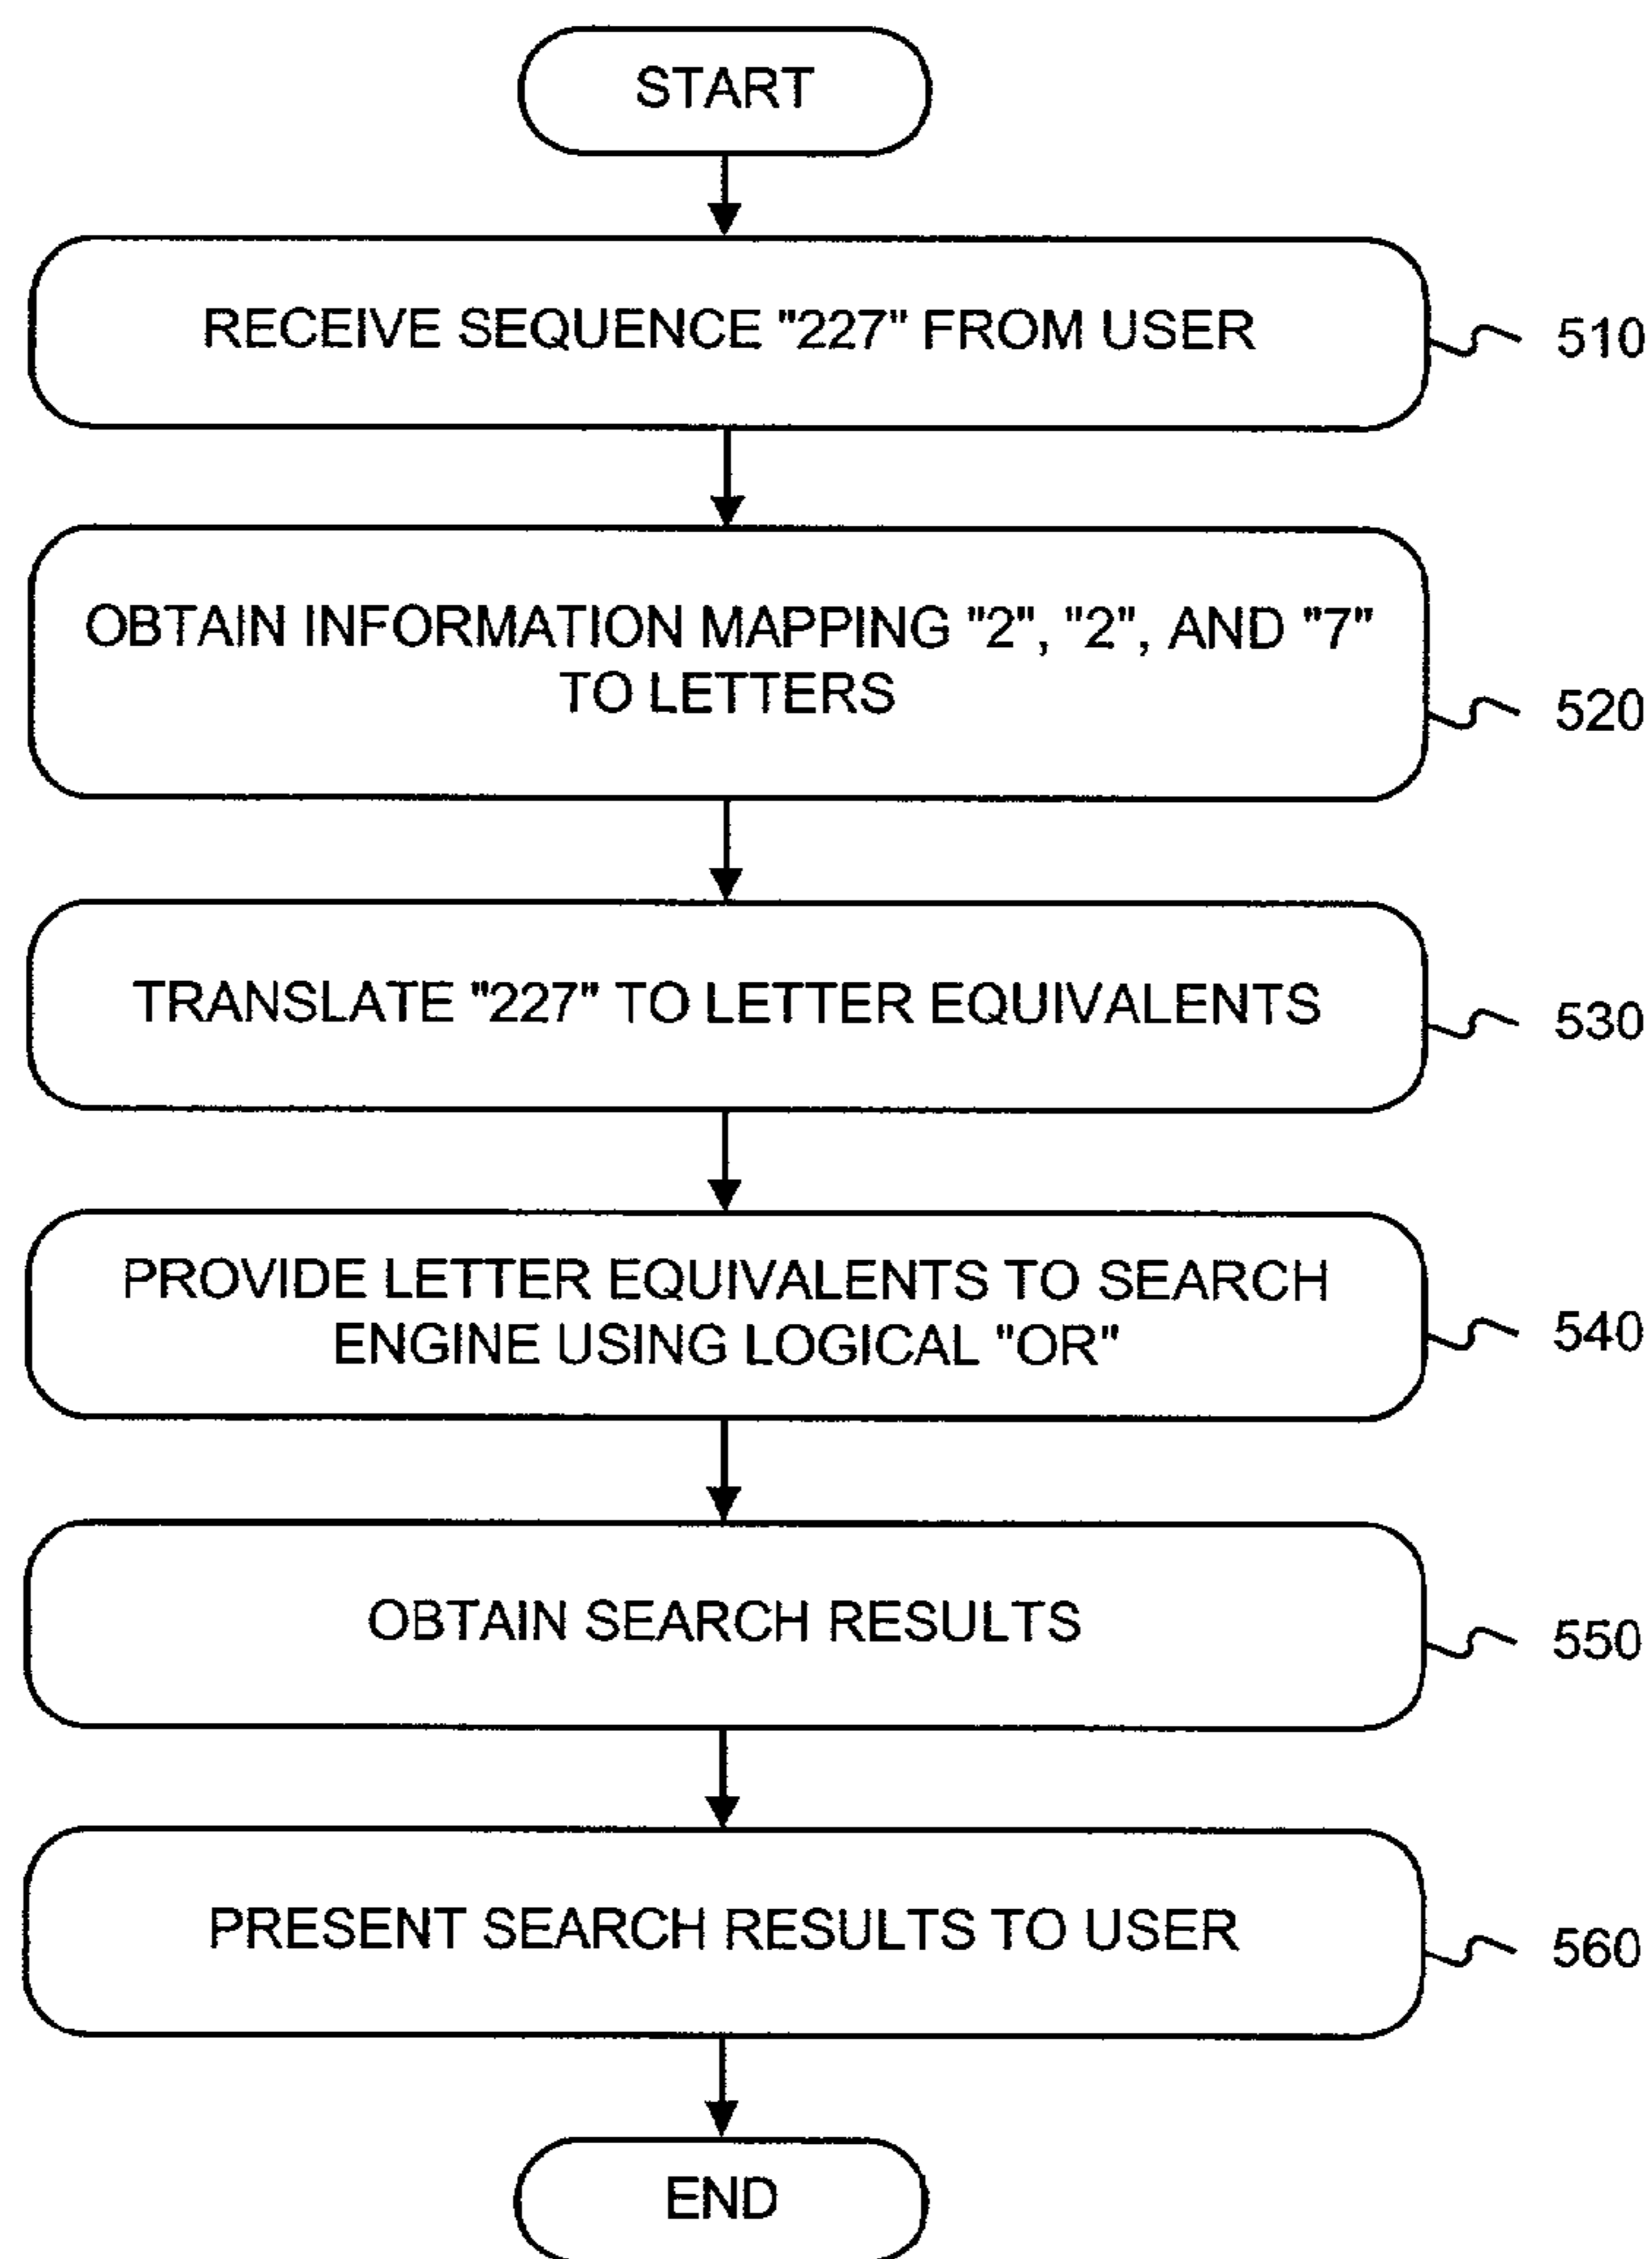 START
RECEIVE SEQUENCE "227" FROM USER
510
OBTAIN INFORMATION MAPPING "2", "2", AND "7"
TO LETTERS
520
TRANSLATE "227" TO LETTER EQUIVALENTS
530
PROVIDE LETTER EQUIVALENTS TO SEARCH
ENGINE USING LOGICAL "OR"
540
OBTAIN SEARCH RESULTS
550
PRESENT SEARCH RESULTS TO USER
560
END